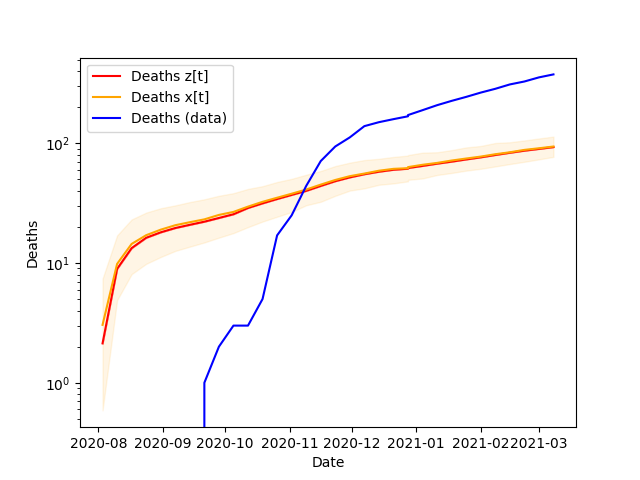 Deaths z[t]
Deaths x[t]
Deaths (data)
Deaths
10²
10¹
10⁰
2020-08 2020-09 2020-10 2020-11 2020-12 2021-01 2021-02 2021-03
Date